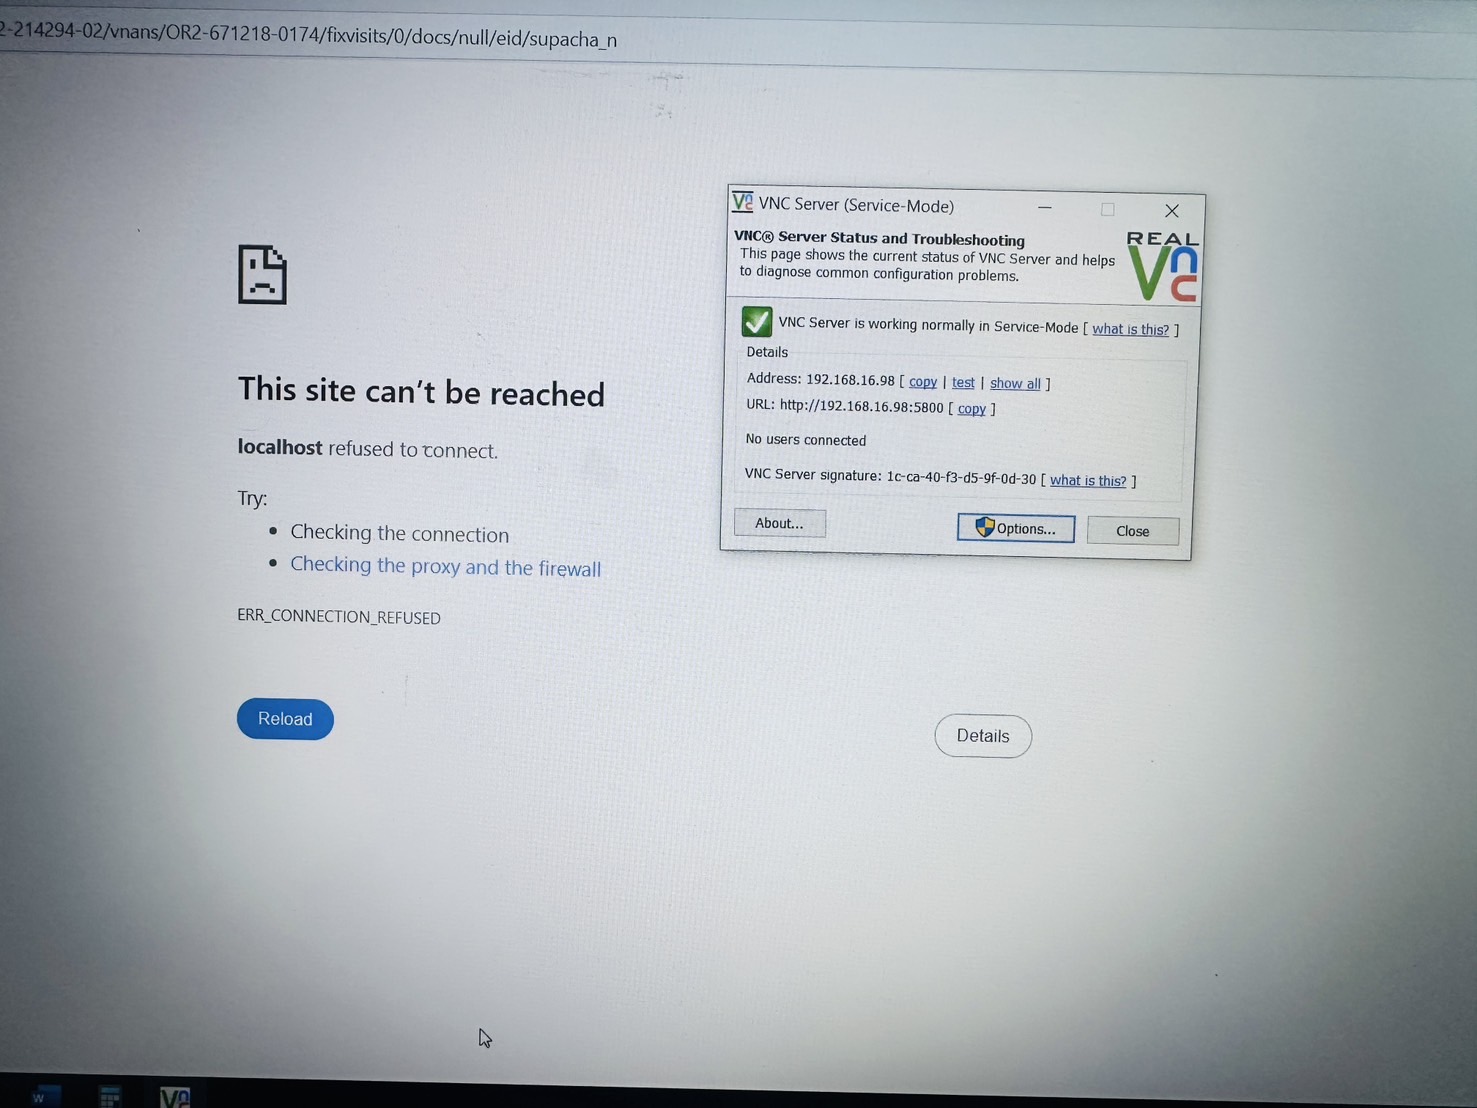 2-214294-02/vnans/OR2-671218-0174/fixvisits/0/docs/null/eid/supacha_n
This site can't be reached
localhost refused to connect.
Try:
• Checking the connection
• Checking the proxy and the firewall
ERR_CONNECTION_REFUSED
Reload
Details
VNC Server (Service-Mode)
VNC® Server Status and Troubleshooting
This page shows the current status of VNC Server and helps
to diagnose common configuration problems.
REAL
VNC
VNC Server is working normally in Service-Mode [ what is this? ]
Details
Address: 192.168.16.98 [ copy | test | show all ]
URL: http://192.168.16.98:5800 [ copy ]
No users connected
VNC Server signature: 1c-ca-40-f3-d5-9f-0d-30 [ what is this? ]
About...
Options...
Close
W